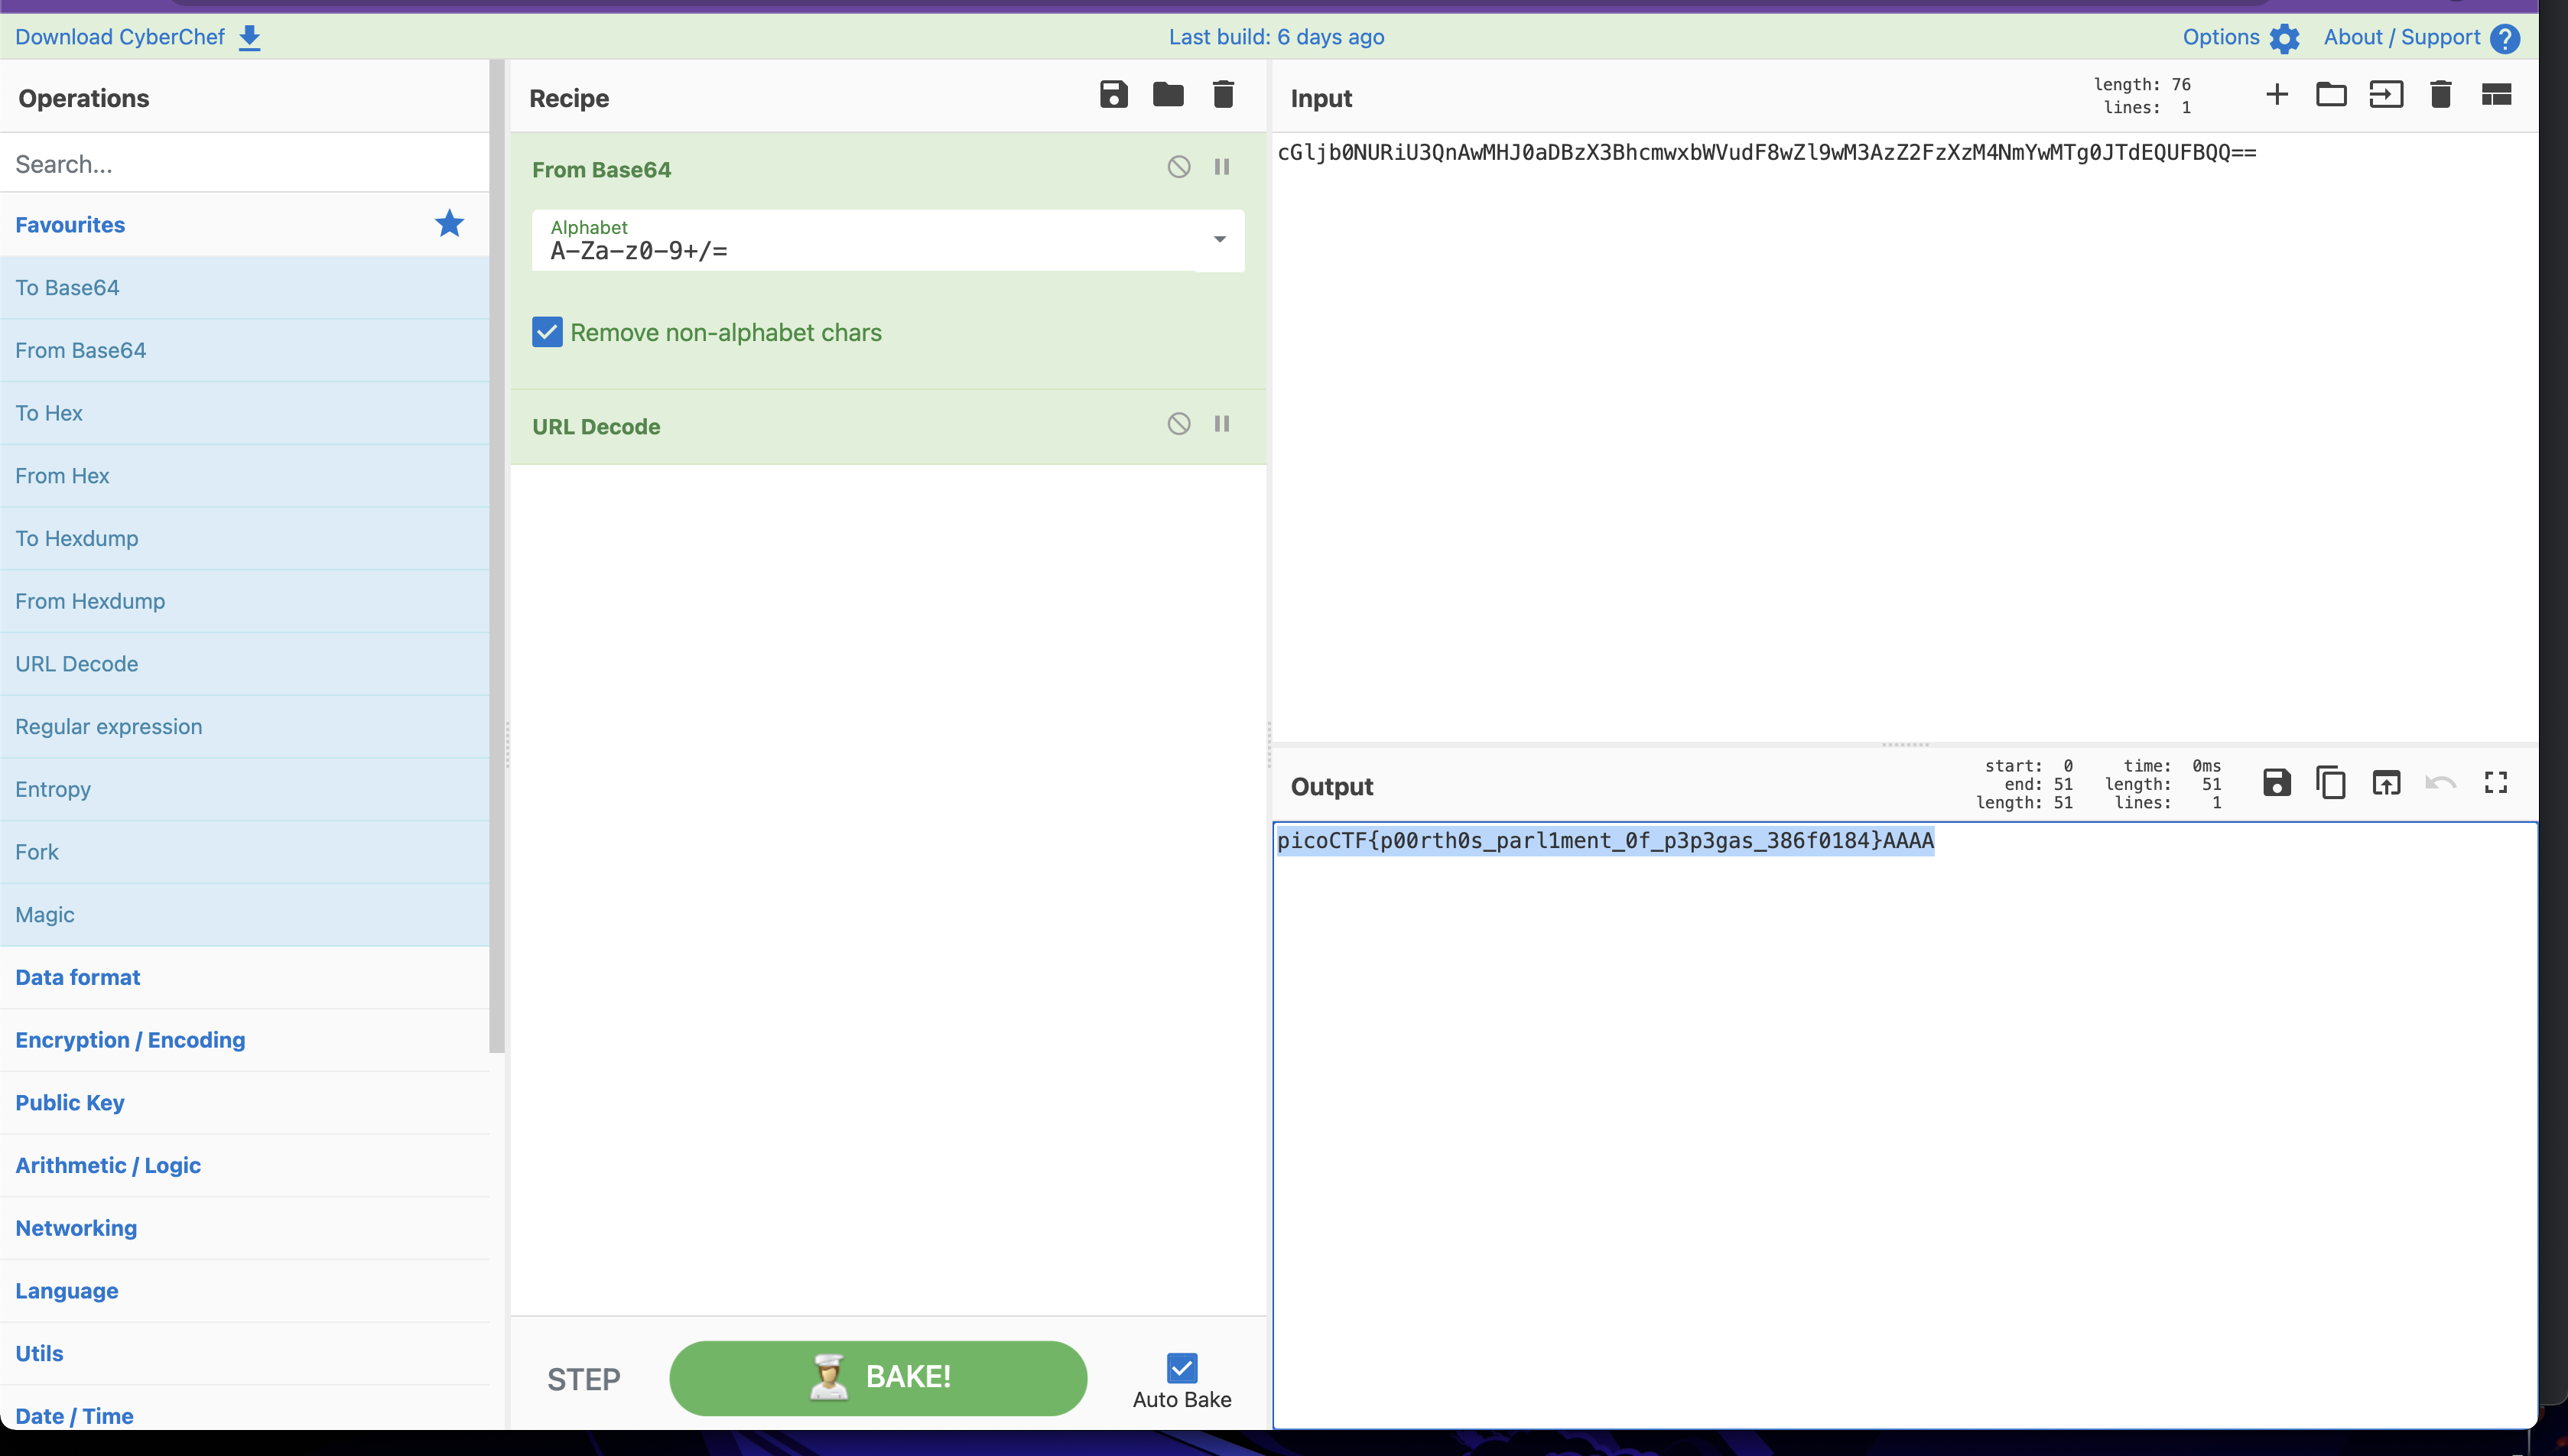 Download CyberChef
Last build: 6 days ago
Options
About / Support
Operations
Search...
Favourites
To Base64
From Base64
To Hex
From Hex
To Hexdump
From Hexdump
URL Decode
Regular expression
Entropy
Fork
Magic
Data format
Encryption / Encoding
Public Key
Arithmetic / Logic
Networking
Language
Utils
Date / Time
Recipe
From Base64
Alphabet
A-Za-z0-9+/=
Remove non-alphabet chars
URL Decode
STEP
BAKE!
Auto Bake
Input
length: 76
lines: 1
cGljb0NURiU3QnAwMHJ0aDBzX3BhcmwxbWVudF8wZl9wM3AzZ2FzXzM4NmYwMTg0JTdEQUFBQQ==
Output
start: 0
end: 51
length: 51
time: 0ms
length: 51
lines: 1
picoCTF{p00rth0s_parl1ment_0f_p3p3gas_386f0184}AAAA